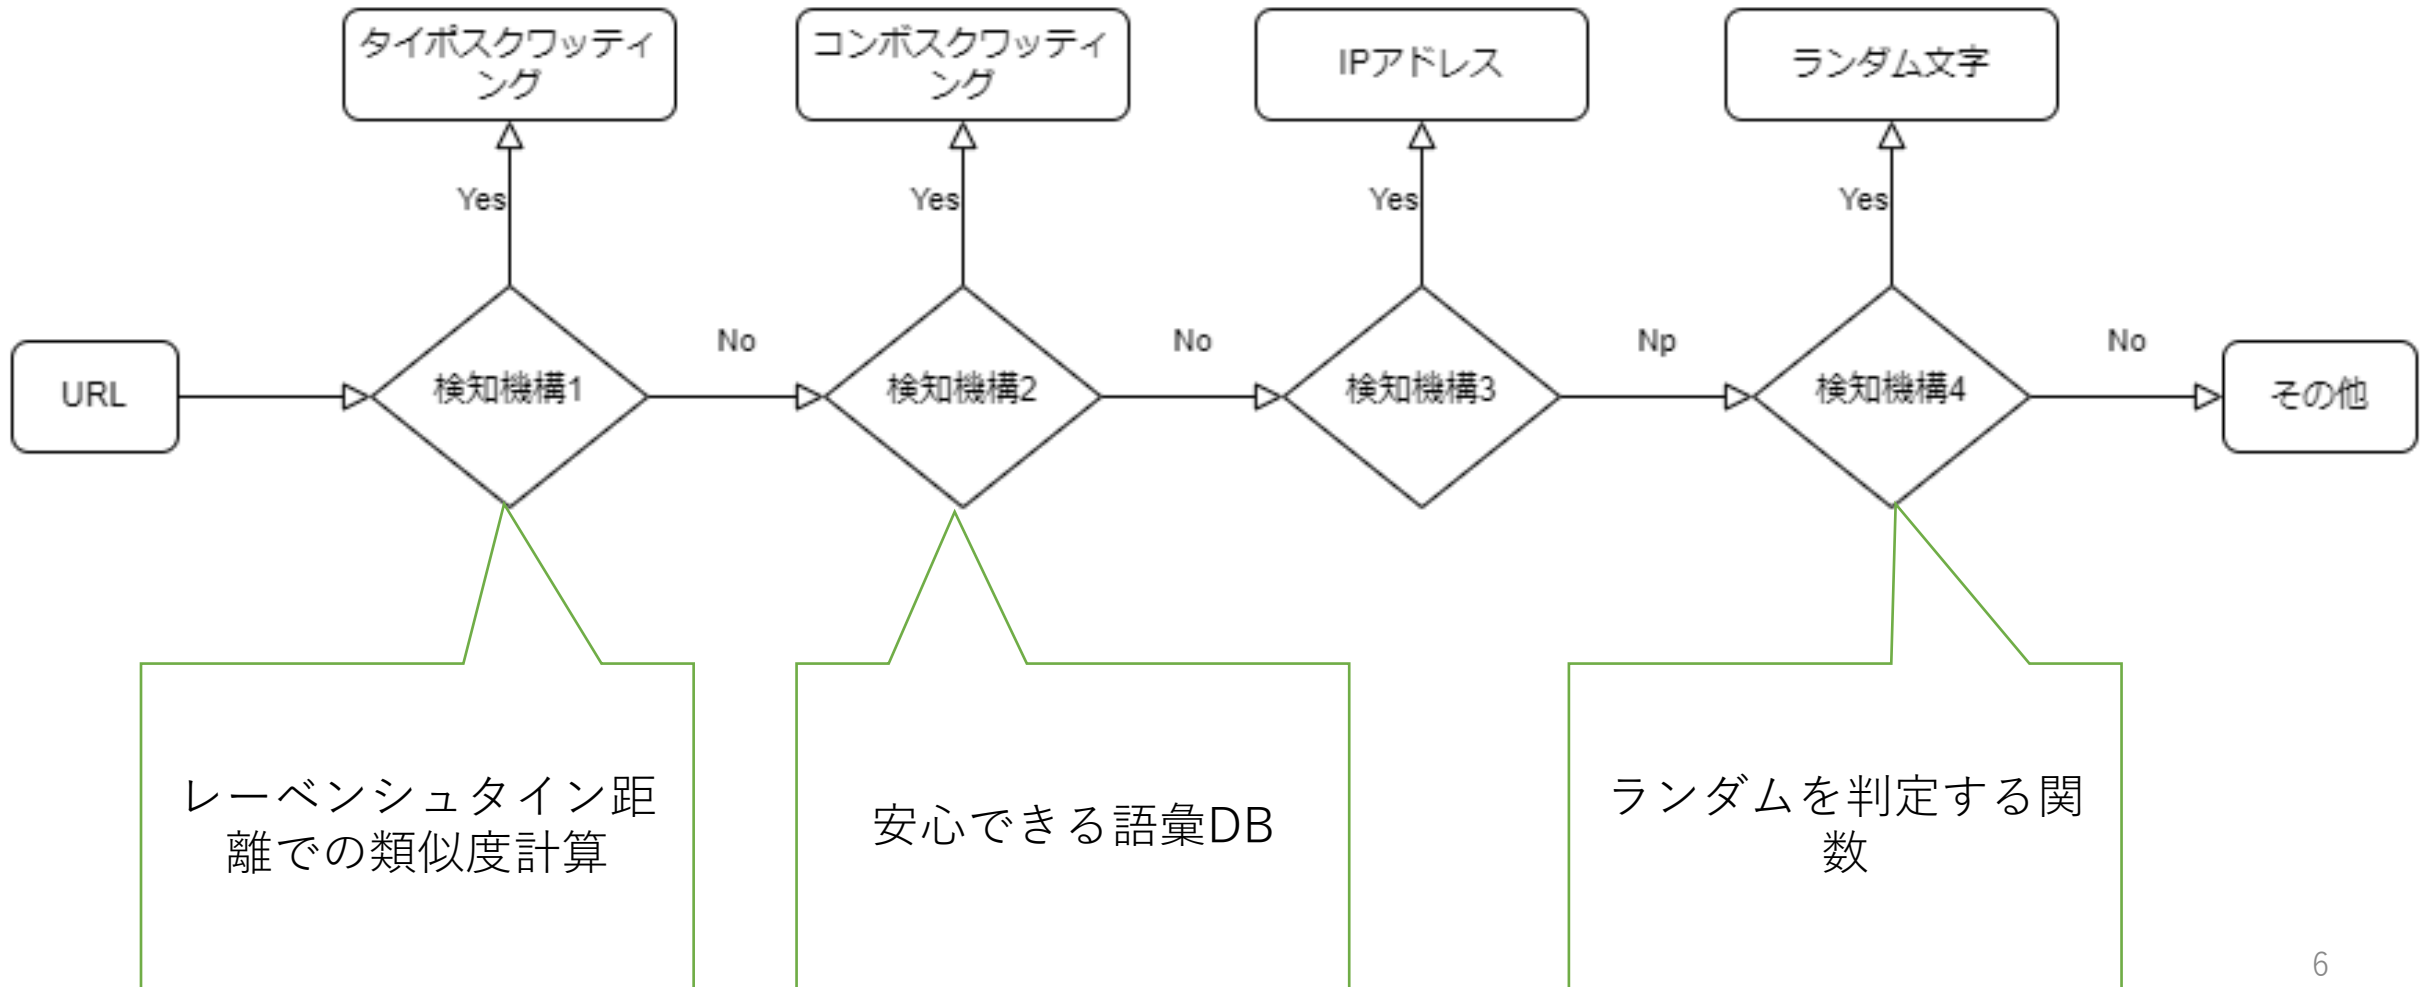 タイポスクワッティ
ング
コンボスクワッティ
ング
IPアドレス
ランダム文字
Yes
Yes
Yes
Yes
URL
検知機構1
No
検知機構2
No
検知機構3
Np
検知機構4
No
その他
レーベンシュタイン距
離での類似度計算
安心できる語彙DB
ランダムを判定する関
数
6